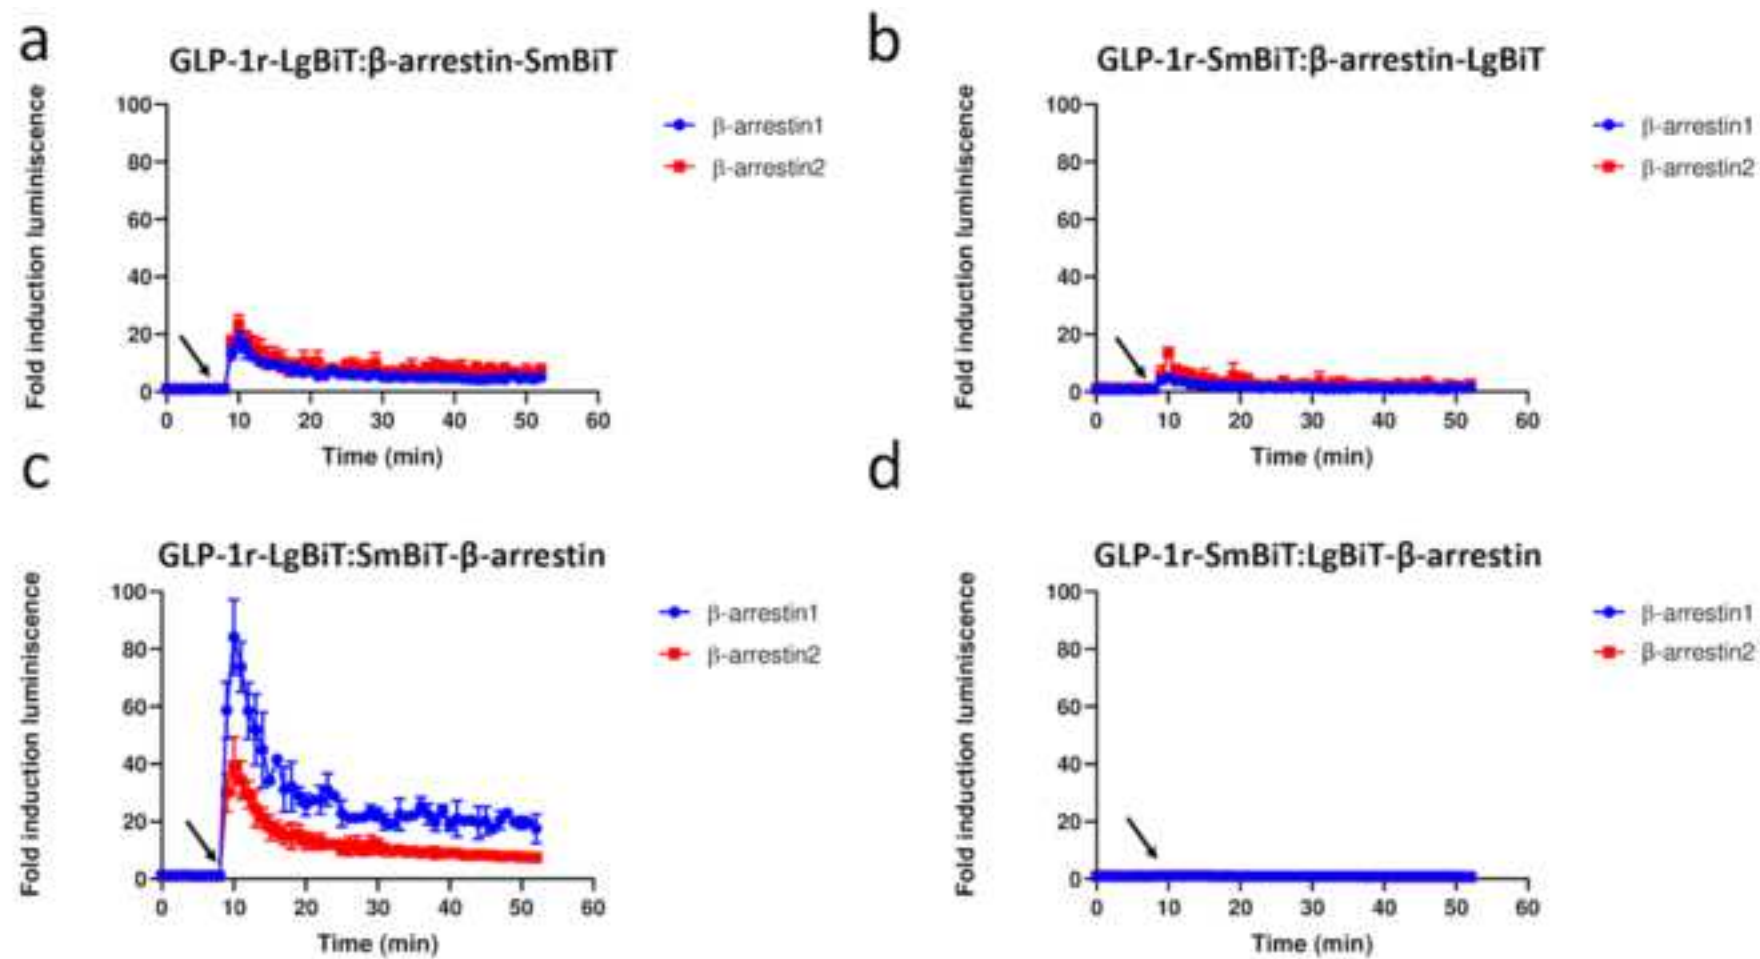 a
GLP-1r-LgBiT:β-arrestin-SmBiT
Fold induction luminiscence
100
80
60
40
20
0
0 10 20 30 40 50 60
Time (min)
β-arrestin1
β-arrestin2
b
GLP-1r-SmBiT:β-arrestin-LgBiT
Fold induction luminiscence
100
80
60
40
20
0
0 10 20 30 40 50 60
Time (min)
β-arrestin1
β-arrestin2
c
GLP-1r-LgBiT:SmBiT-β-arrestin
Fold induction luminiscence
100
80
60
40
20
0
0 10 20 30 40 50 60
Time (min)
β-arrestin1
β-arrestin2
d
GLP-1r-SmBiT:LgBiT-β-arrestin
Fold induction luminiscence
100
80
60
40
20
0
0 10 20 30 40 50 60
Time (min)
β-arrestin1
β-arrestin2